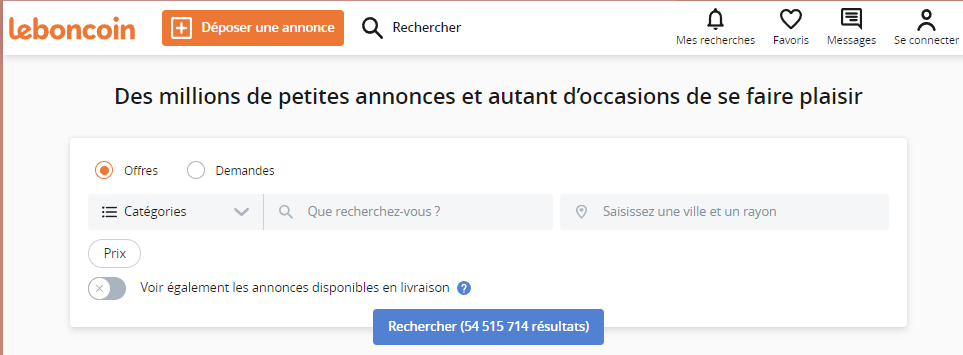 leboncoin
Déposer une annonce
Rechercher
Mes recherches
Favoris
Messages
Se connecter
Des millions de petites annonces et autant d’occasions de se faire plaisir
Offres
Demandes
Catégories
Que recherchez-vous ?
Saisissez une ville et un rayon
Prix
Voir également les annonces disponibles en livraison ?
Rechercher (54 515 714 résultats)